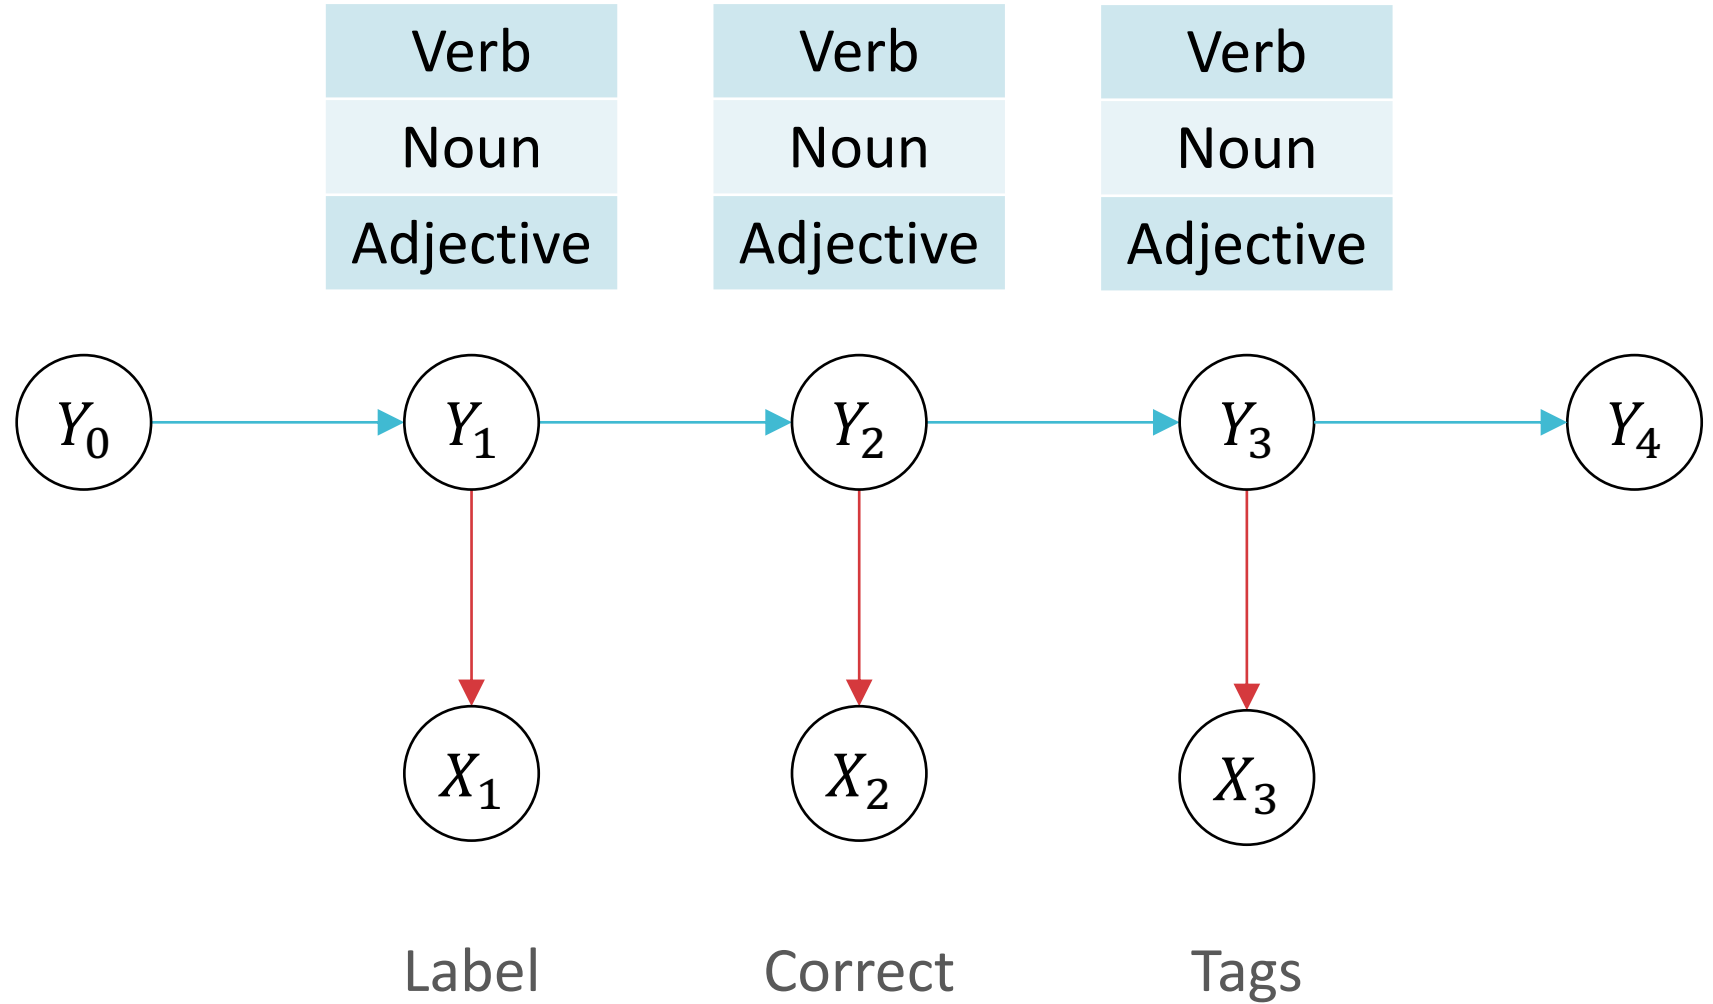 Verb Verb Verb
Noun Noun Noun
Adjective Adjective Adjective
Y₀ Y₁ Y₂ Y₃ Y₄
X₁ X₂ X₃
Label Correct Tags